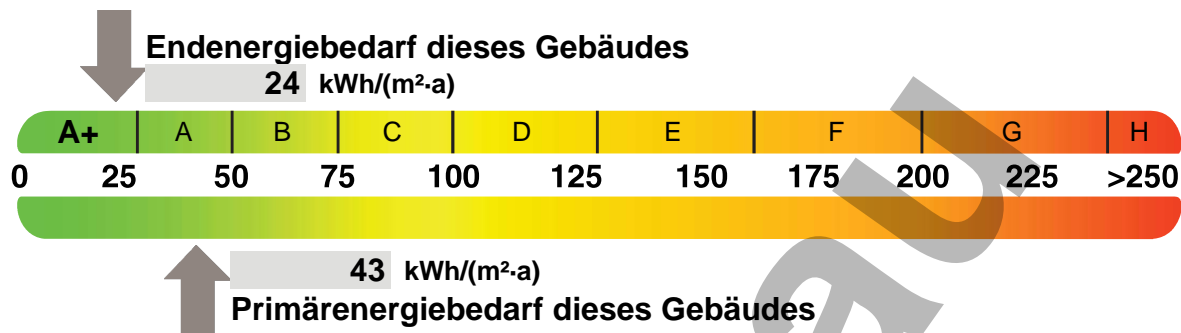 Endenergiebedarf dieses Gebäudes
24 kWh/(m²·a)
A+ A B C D E F G H
0 25 50 75 100 125 150 175 200 225 >250
43 kWh/(m²·a)
Primärenergiebedarf dieses Gebäudes
au